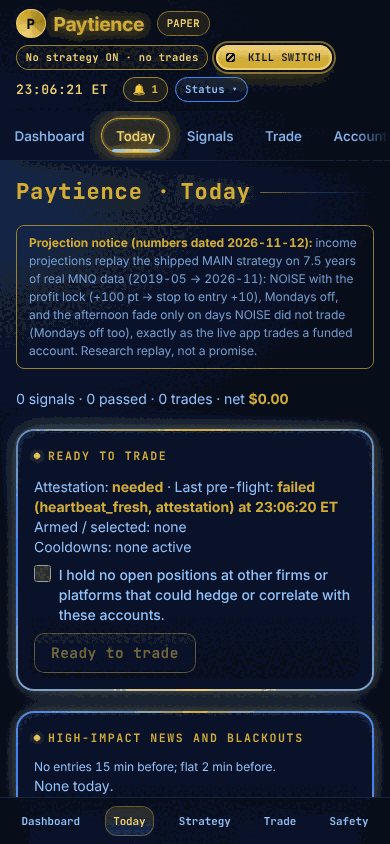 P Paytience PAPER
No strategy ON · no trades KILL SWITCH
23:06:21 ET 🔔 1 Status ▾
Dashboard Today Signals Trade Account
Paytience · Today
Projection notice (numbers dated 2026-11-12): income
projections replay the shipped MAIN strategy on 7.5 years
of real MNQ data (2019-05 → 2026-11): NOISE with the
profit lock (+100 pt → stop to entry +10), Mondays off,
and the afternoon fade only on days NOISE did not trade
(Mondays off too), exactly as the live app trades a funded
account. Research replay, not a promise.
0 signals · 0 passed · 0 trades · net $0.00
READY TO TRADE
Attestation: needed · Last pre-flight: failed
(heartbeat_fresh, attestation) at 23:06:20 ET
Armed / selected: none
Cooldowns: none active
I hold no open positions at other firms or
platforms that could hedge or correlate with
these accounts.
Ready to trade
HIGH-IMPACT NEWS AND BLACKOUTS
No entries 15 min before; flat 2 min before.
None today.
Dashboard Today Strategy Trade Safety